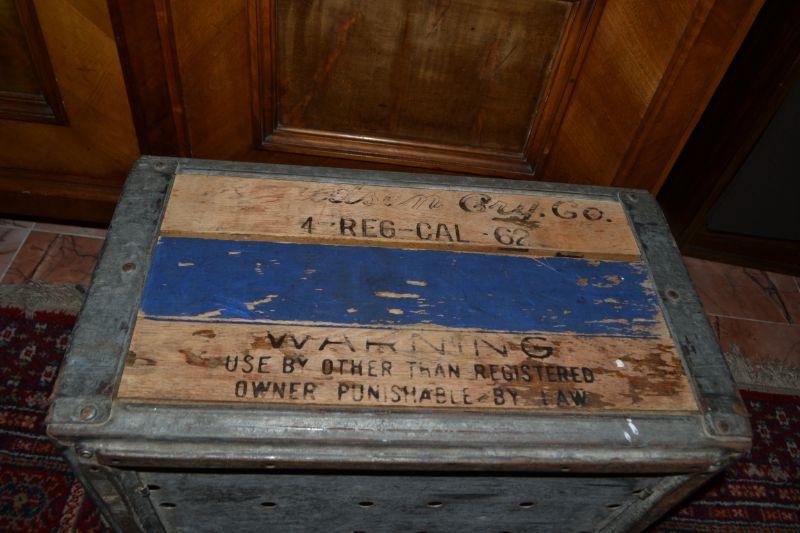 Cry. Co.
4-REG-CAL-62
WARNING
USE BY OTHER THAN REGISTERED
OWNER PUNISHABLE BY LAW